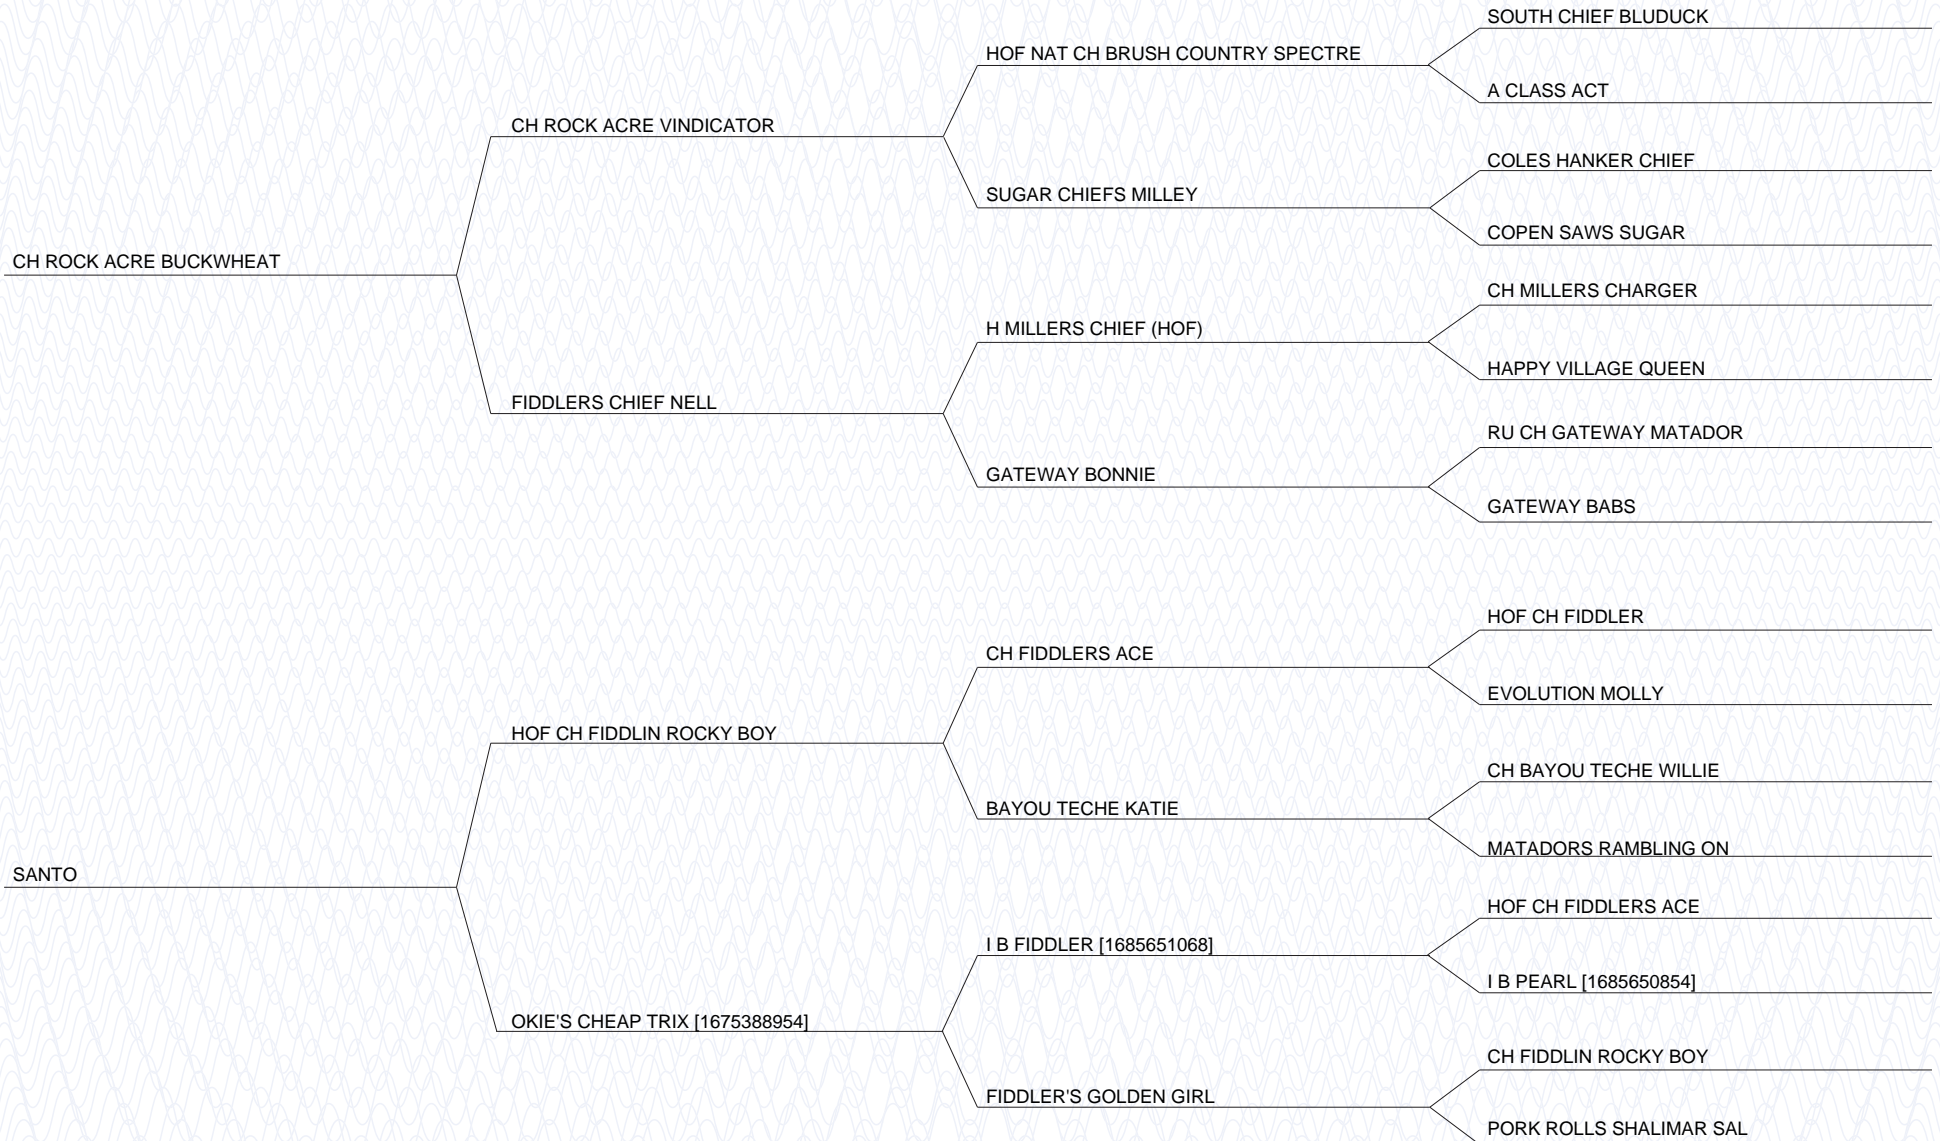 SOUTH CHIEF BLUDUCK
HOF NAT CH BRUSH COUNTRY SPECTRE
A CLASS ACT
CH ROCK ACRE VINDICATOR
COLES HANKER CHIEF
SUGAR CHIEFS MILLEY
COPEN SAWS SUGAR
CH ROCK ACRE BUCKWHEAT
CH MILLERS CHARGER
H MILLERS CHIEF (HOF)
HAPPY VILLAGE QUEEN
FIDDLERS CHIEF NELL
RU CH GATEWAY MATADOR
GATEWAY BONNIE
GATEWAY BABS
HOF CH FIDDLER
CH FIDDLERS ACE
EVOLUTION MOLLY
HOF CH FIDDLIN ROCKY BOY
CH BAYOU TECHE WILLIE
BAYOU TECHE KATIE
MATADORS RAMBLING ON
SANTO
HOF CH FIDDLERS ACE
I B FIDDLER [1685651068]
I B PEARL [1685650854]
OKIE'S CHEAP TRIX [1675388954]
CH FIDDLIN ROCKY BOY
FIDDLER'S GOLDEN GIRL
PORK ROLLS SHALIMAR SAL